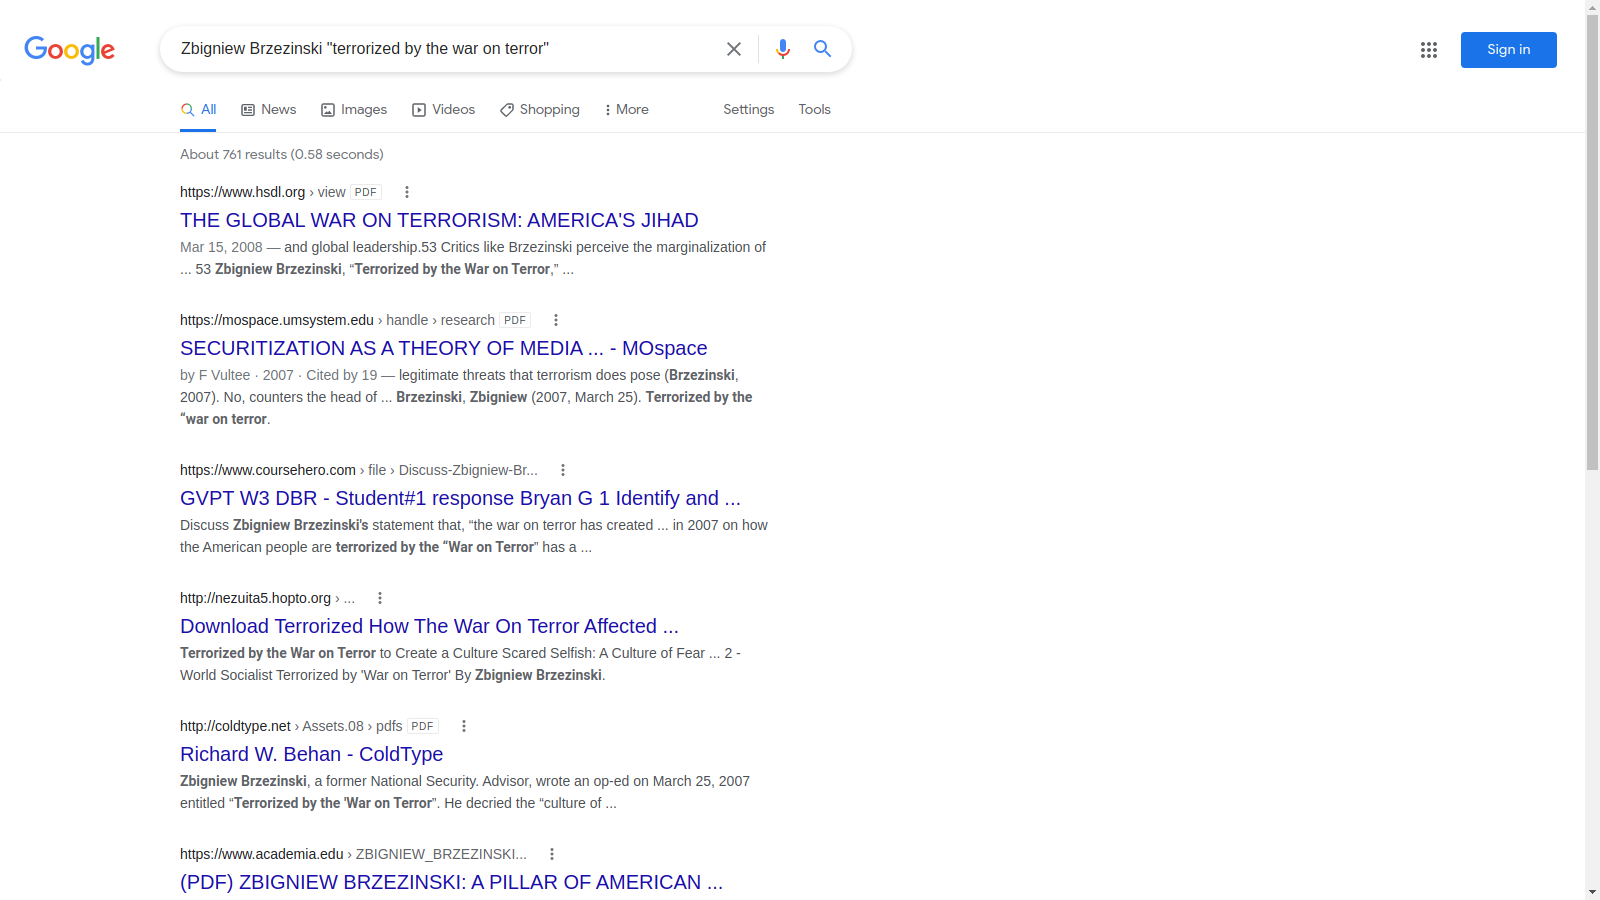 Google
Zbigniew Brzezinski "terrorized by the war on terror"
Sign in
All News Images Videos Shopping More Settings Tools
About 761 results (0.58 seconds)
https://www.hsdl.org › view PDF
THE GLOBAL WAR ON TERRORISM: AMERICA'S JIHAD
Mar 15, 2008 — and global leadership.53 Critics like Brzezinski perceive the marginalization of
... 53 Zbigniew Brzezinski, “Terrorized by the War on Terror,” ...
https://mospace.umsystem.edu › handle › research PDF
SECURITIZATION AS A THEORY OF MEDIA ... - MOspace
by F Vultee · 2007 · Cited by 19 — legitimate threats that terrorism does pose (Brzezinski,
2007). No, counters the head of ... Brzezinski, Zbigniew (2007, March 25). Terrorized by the
“war on terror.
https://www.coursehero.com › file › Discuss-Zbigniew-Br...
GVPT W3 DBR - Student#1 response Bryan G 1 Identify and ...
Discuss Zbigniew Brzezinski's statement that, “the war on terror has created ... in 2007 on how
the American people are terrorized by the “War on Terror” has a ...
http://nezuita5.hopto.org › ...
Download Terrorized How The War On Terror Affected ...
Terrorized by the War on Terror to Create a Culture Scared Selfish: A Culture of Fear ... 2 -
World Socialist Terrorized by 'War on Terror' By Zbigniew Brzezinski.
http://coldtype.net › Assets.08 › pdfs PDF
Richard W. Behan - ColdType
Zbigniew Brzezinski, a former National Security. Advisor, wrote an op-ed on March 25, 2007
entitled “Terrorized by the 'War on Terror”. He decried the “culture of ...
https://www.academia.edu › ZBIGNIEW_BRZEZINSKI...
(PDF) ZBIGNIEW BRZEZINSKI: A PILLAR OF AMERICAN ...